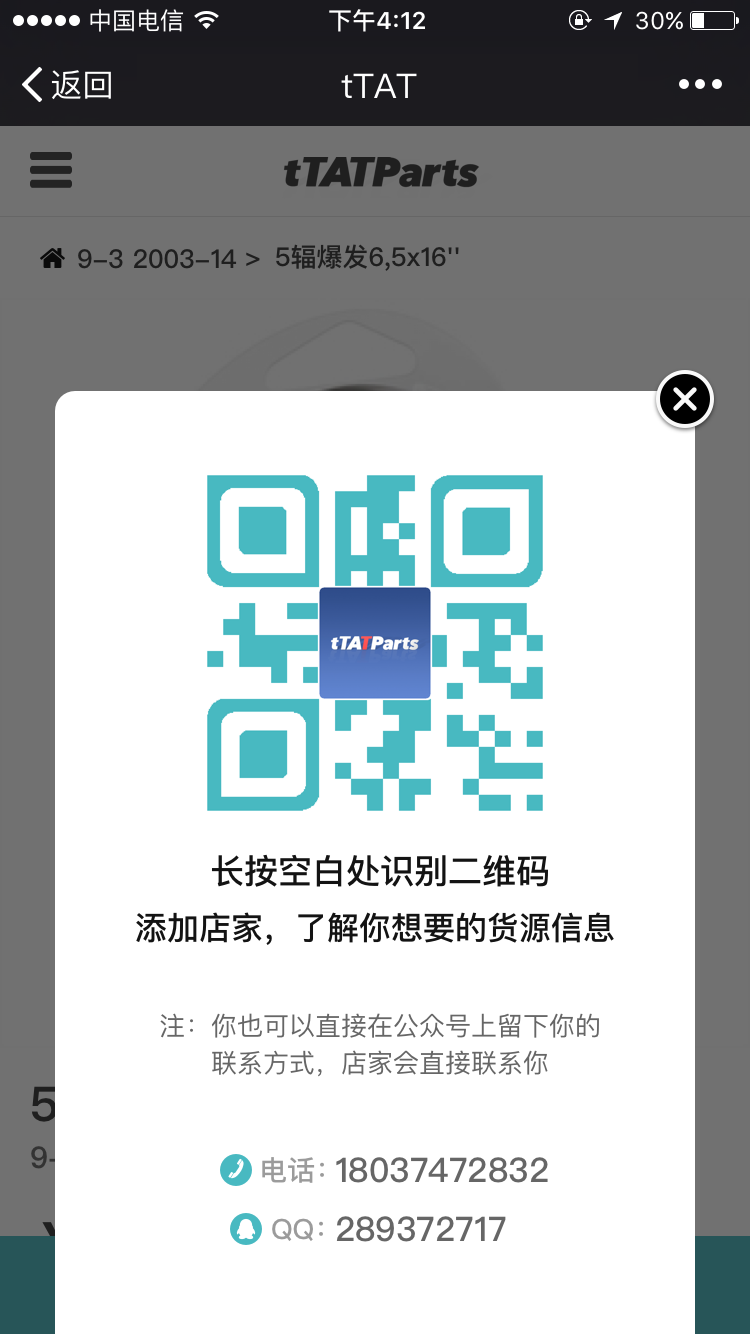 中国电信
下午4:12
30%
返回
tTAT
tTATParts
9-3 2003-14 >
5辐爆发6,5x16''
tTATParts
长按空白处识别二维码
添加店家，了解你想要的货源信息
注：你也可以直接在公众号上留下你的
联系方式，店家会直接联系你
5
9-
电话：18037472832
QQ：289372717